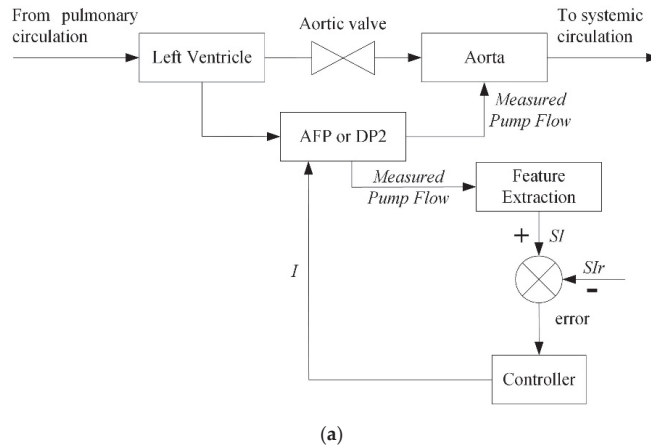 From pulmonary
circulation
Aortic valve
To systemic
circulation
Left Ventricle
Aorta
Measured
Pump Flow
AFP or DP2
Measured
Pump Flow
Feature
Extraction
+
SI
I
SIr
-
error
Controller
(a)